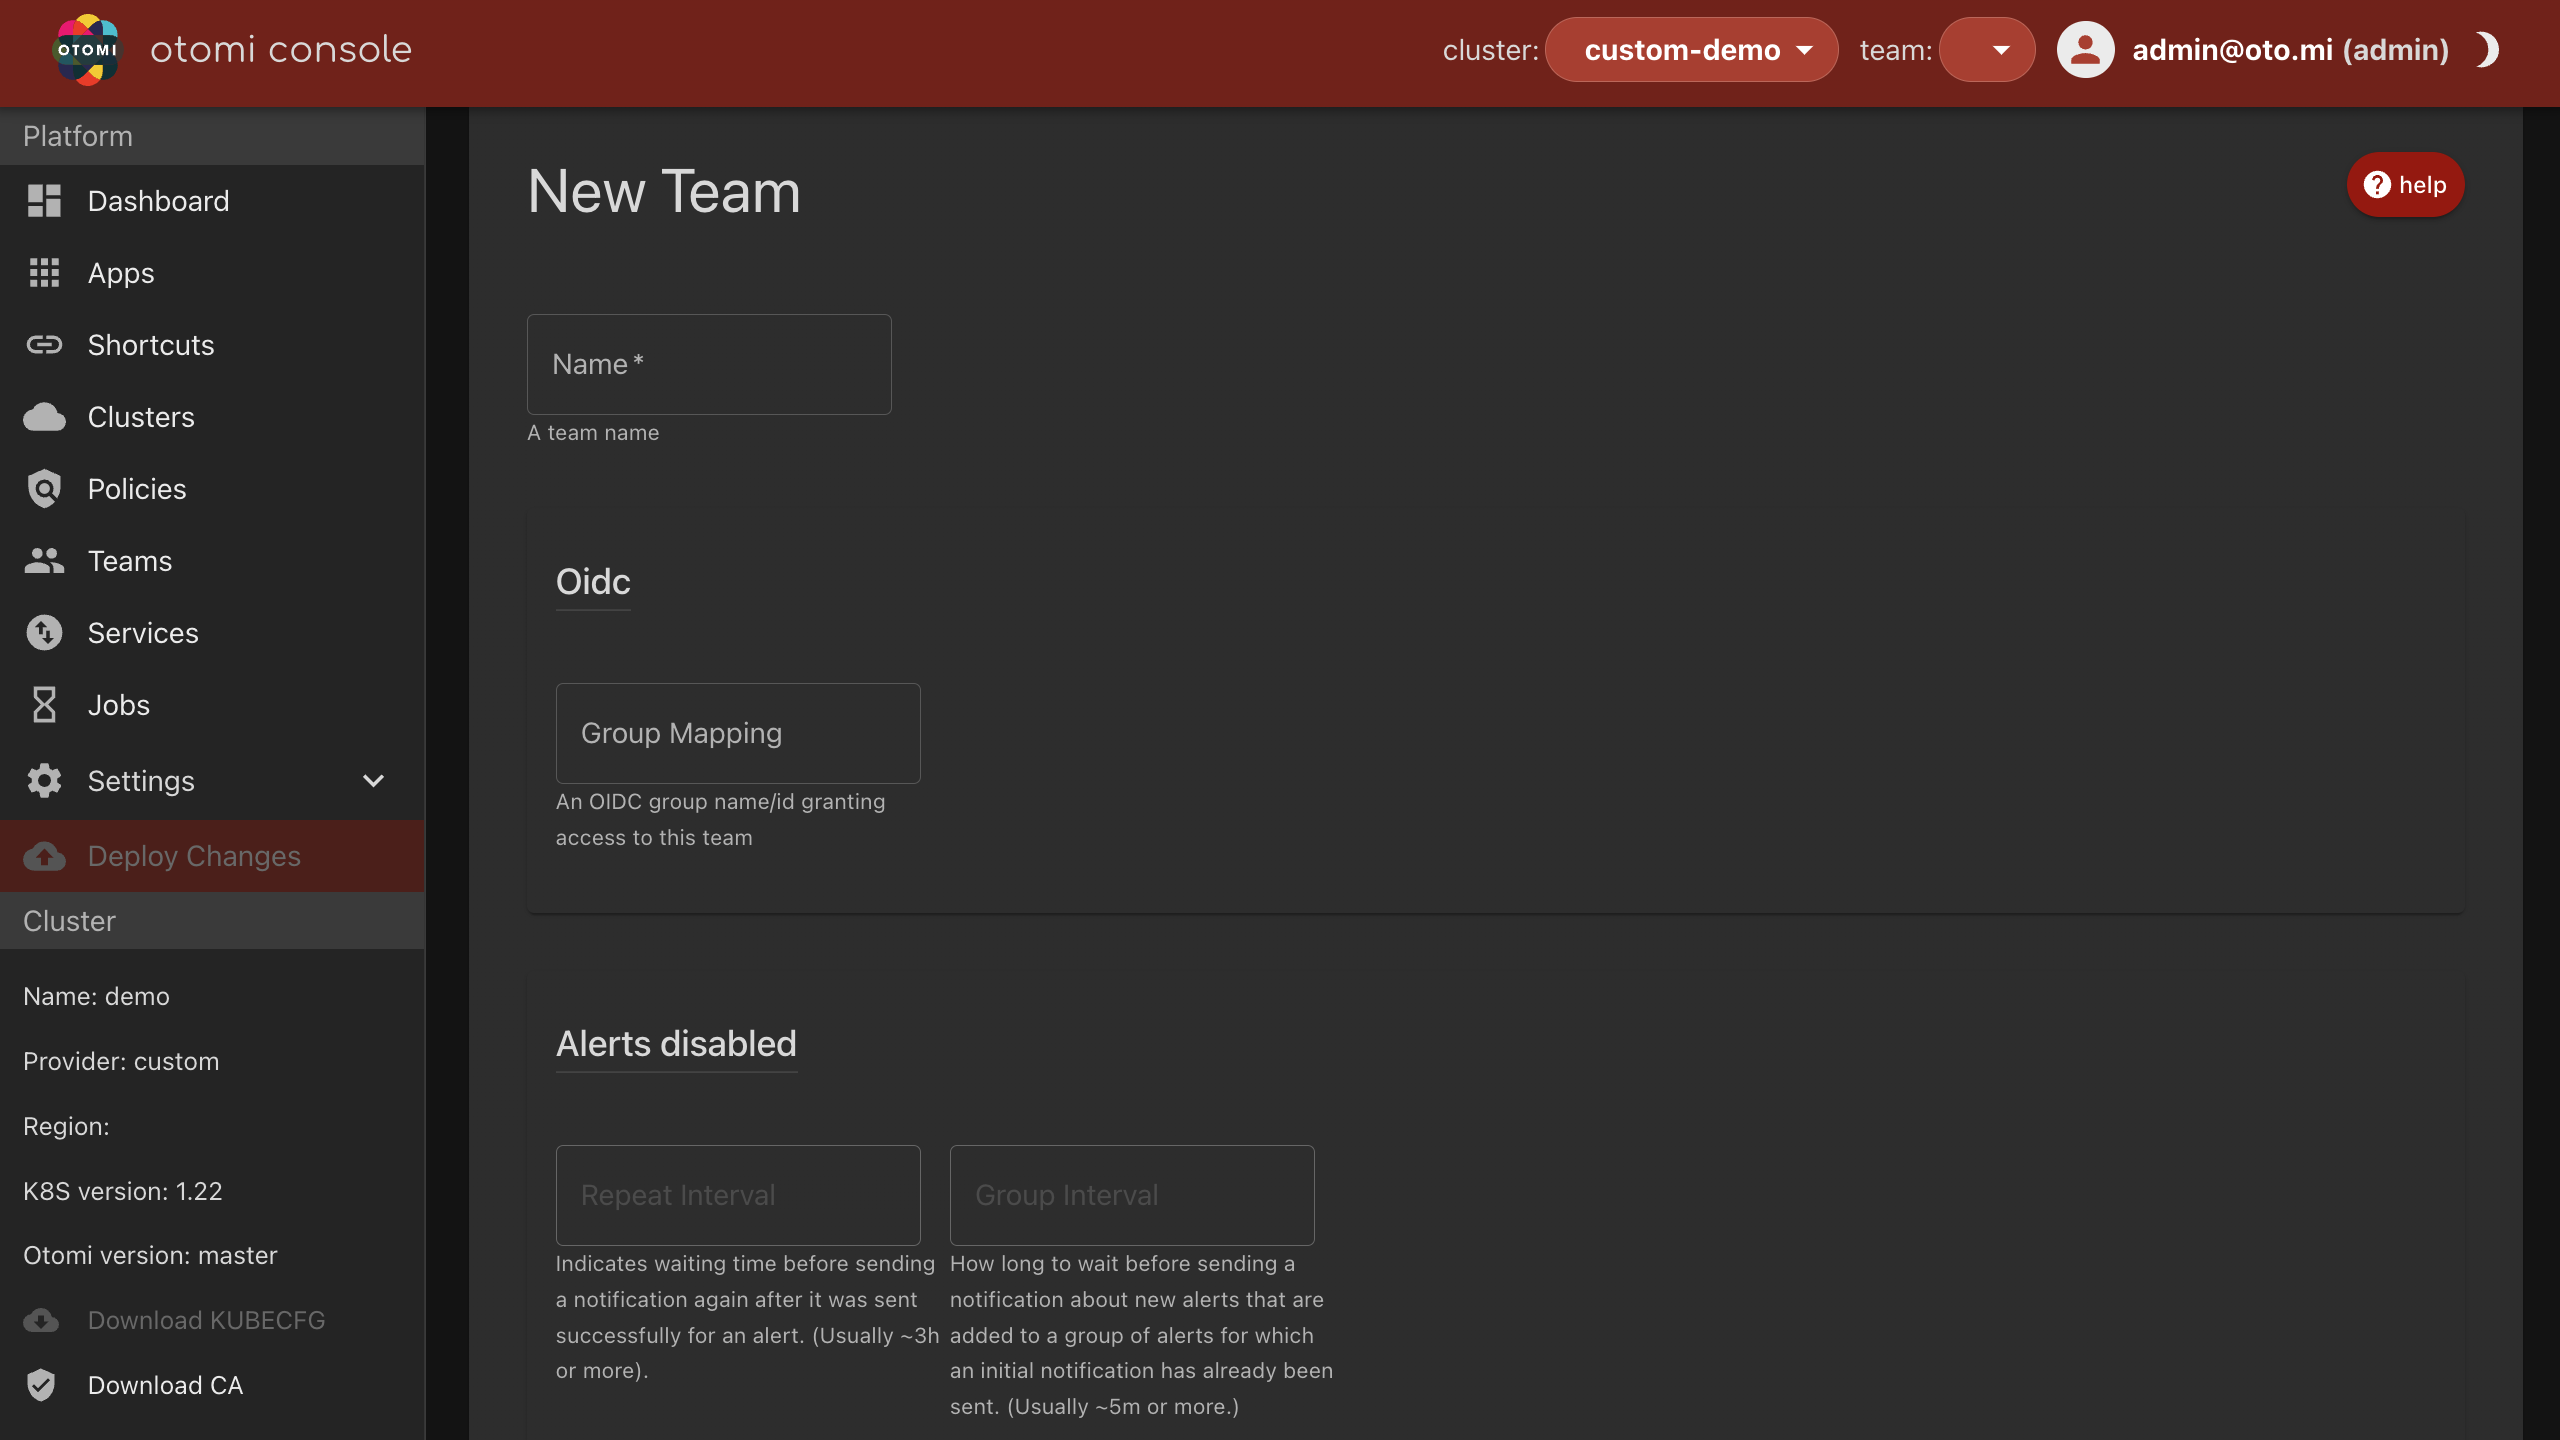 OTOMI
otomi console
cluster: custom-demo team: admin@oto.mi (admin)
Platform
Dashboard
Apps
Shortcuts
Clusters
Policies
Teams
Services
Jobs
Settings
Deploy Changes
Cluster
Name: demo
Provider: custom
Region:
K8S version: 1.22
Otomi version: master
Download KUBECFG
Download CA
New Team
help
Name *
A team name
Oidc
Group Mapping
An OIDC group name/id granting
access to this team
Alerts disabled
Repeat Interval
Indicates waiting time before sending
a notification again after it was sent
successfully for an alert. (Usually ~3h
or more).
Group Interval
How long to wait before sending a
notification about new alerts that are
added to a group of alerts for which
an initial notification has already been
sent. (Usually ~5m or more.)